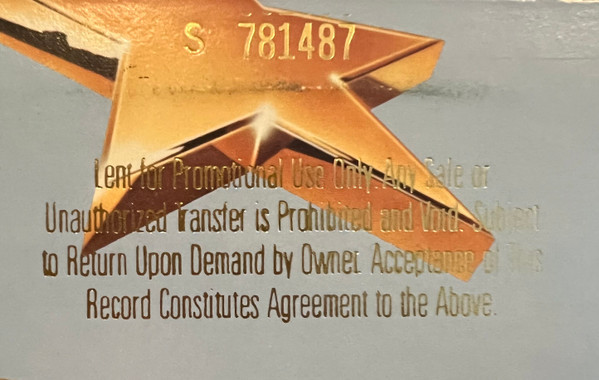 S 781487
Lent for Promotional Use Only. Any Sale or
Unauthorized Transfer is Prohibited and Void. Subject
to Return Upon Demand by Owner. Acceptance of This
Record Constitutes Agreement to the Above.